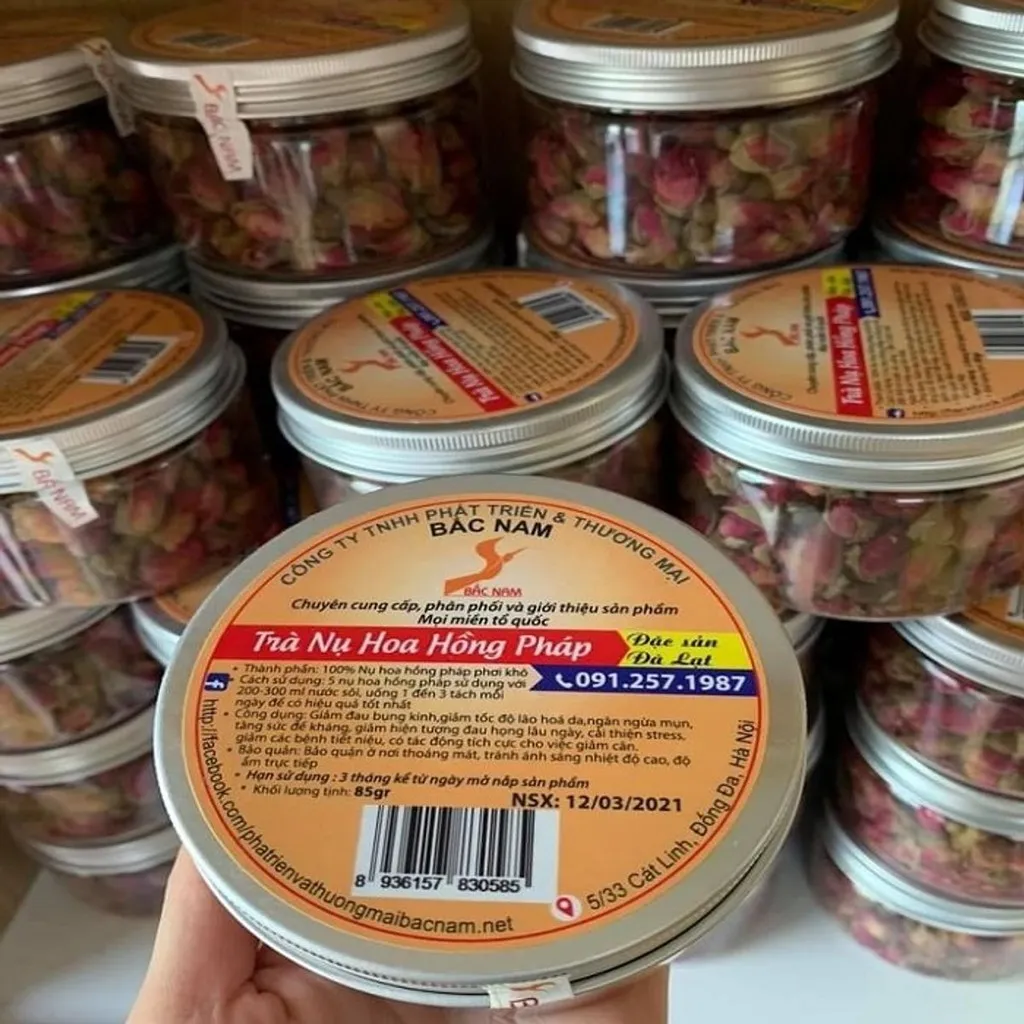 BẮC NAM
BẮC NAM
Trà Nụ Hoa Hồng Pháp
BẮC NAM
Trà Nụ Hoa Hồng Pháp
BẮC NAM
CÔNG TY TNHH PHÁT TRIỂN & THƯƠNG MẠI
BẮC NAM
BẮC NAM
Chuyên cung cấp, phân phối và giới thiệu sản phẩm
Mọi miền tổ quốc
Trà Nụ Hoa Hồng Pháp
Đặc sản
Đà Lạt
091.257.1987
• Thành phần: 100% Nụ hoa hồng pháp phơi khô
• Cách sử dụng: 5 nụ hoa hồng pháp sử dụng với
200-300 ml nước sôi, uống 1 đến 3 tách mỗi
ngày để có hiệu quả tốt nhất
• Công dụng: Giảm đau bụng kinh,giảm tốc độ lão hoá da,ngăn ngừa mụn,
tăng sức đề kháng, giảm hiện tượng đau họng lâu ngày, cải thiện stress,
giảm các bệnh tiết niệu, có tác động tích cực cho việc giảm cân.
• Bảo quản: Bảo quản ở nơi thoáng mát, tránh ánh sáng nhiệt độ cao, độ
ẩm trực tiếp
• Hạn sử dụng : 3 tháng kể từ ngày mở nắp sản phẩm
• Khối lượng tịnh: 85gr
NSX: 12/03/2021
8 936157 830585
http://facebook.com/phatrienvathuongmaibacnam.net
5/33 Cát Linh, Đống Đa, Hà Nội